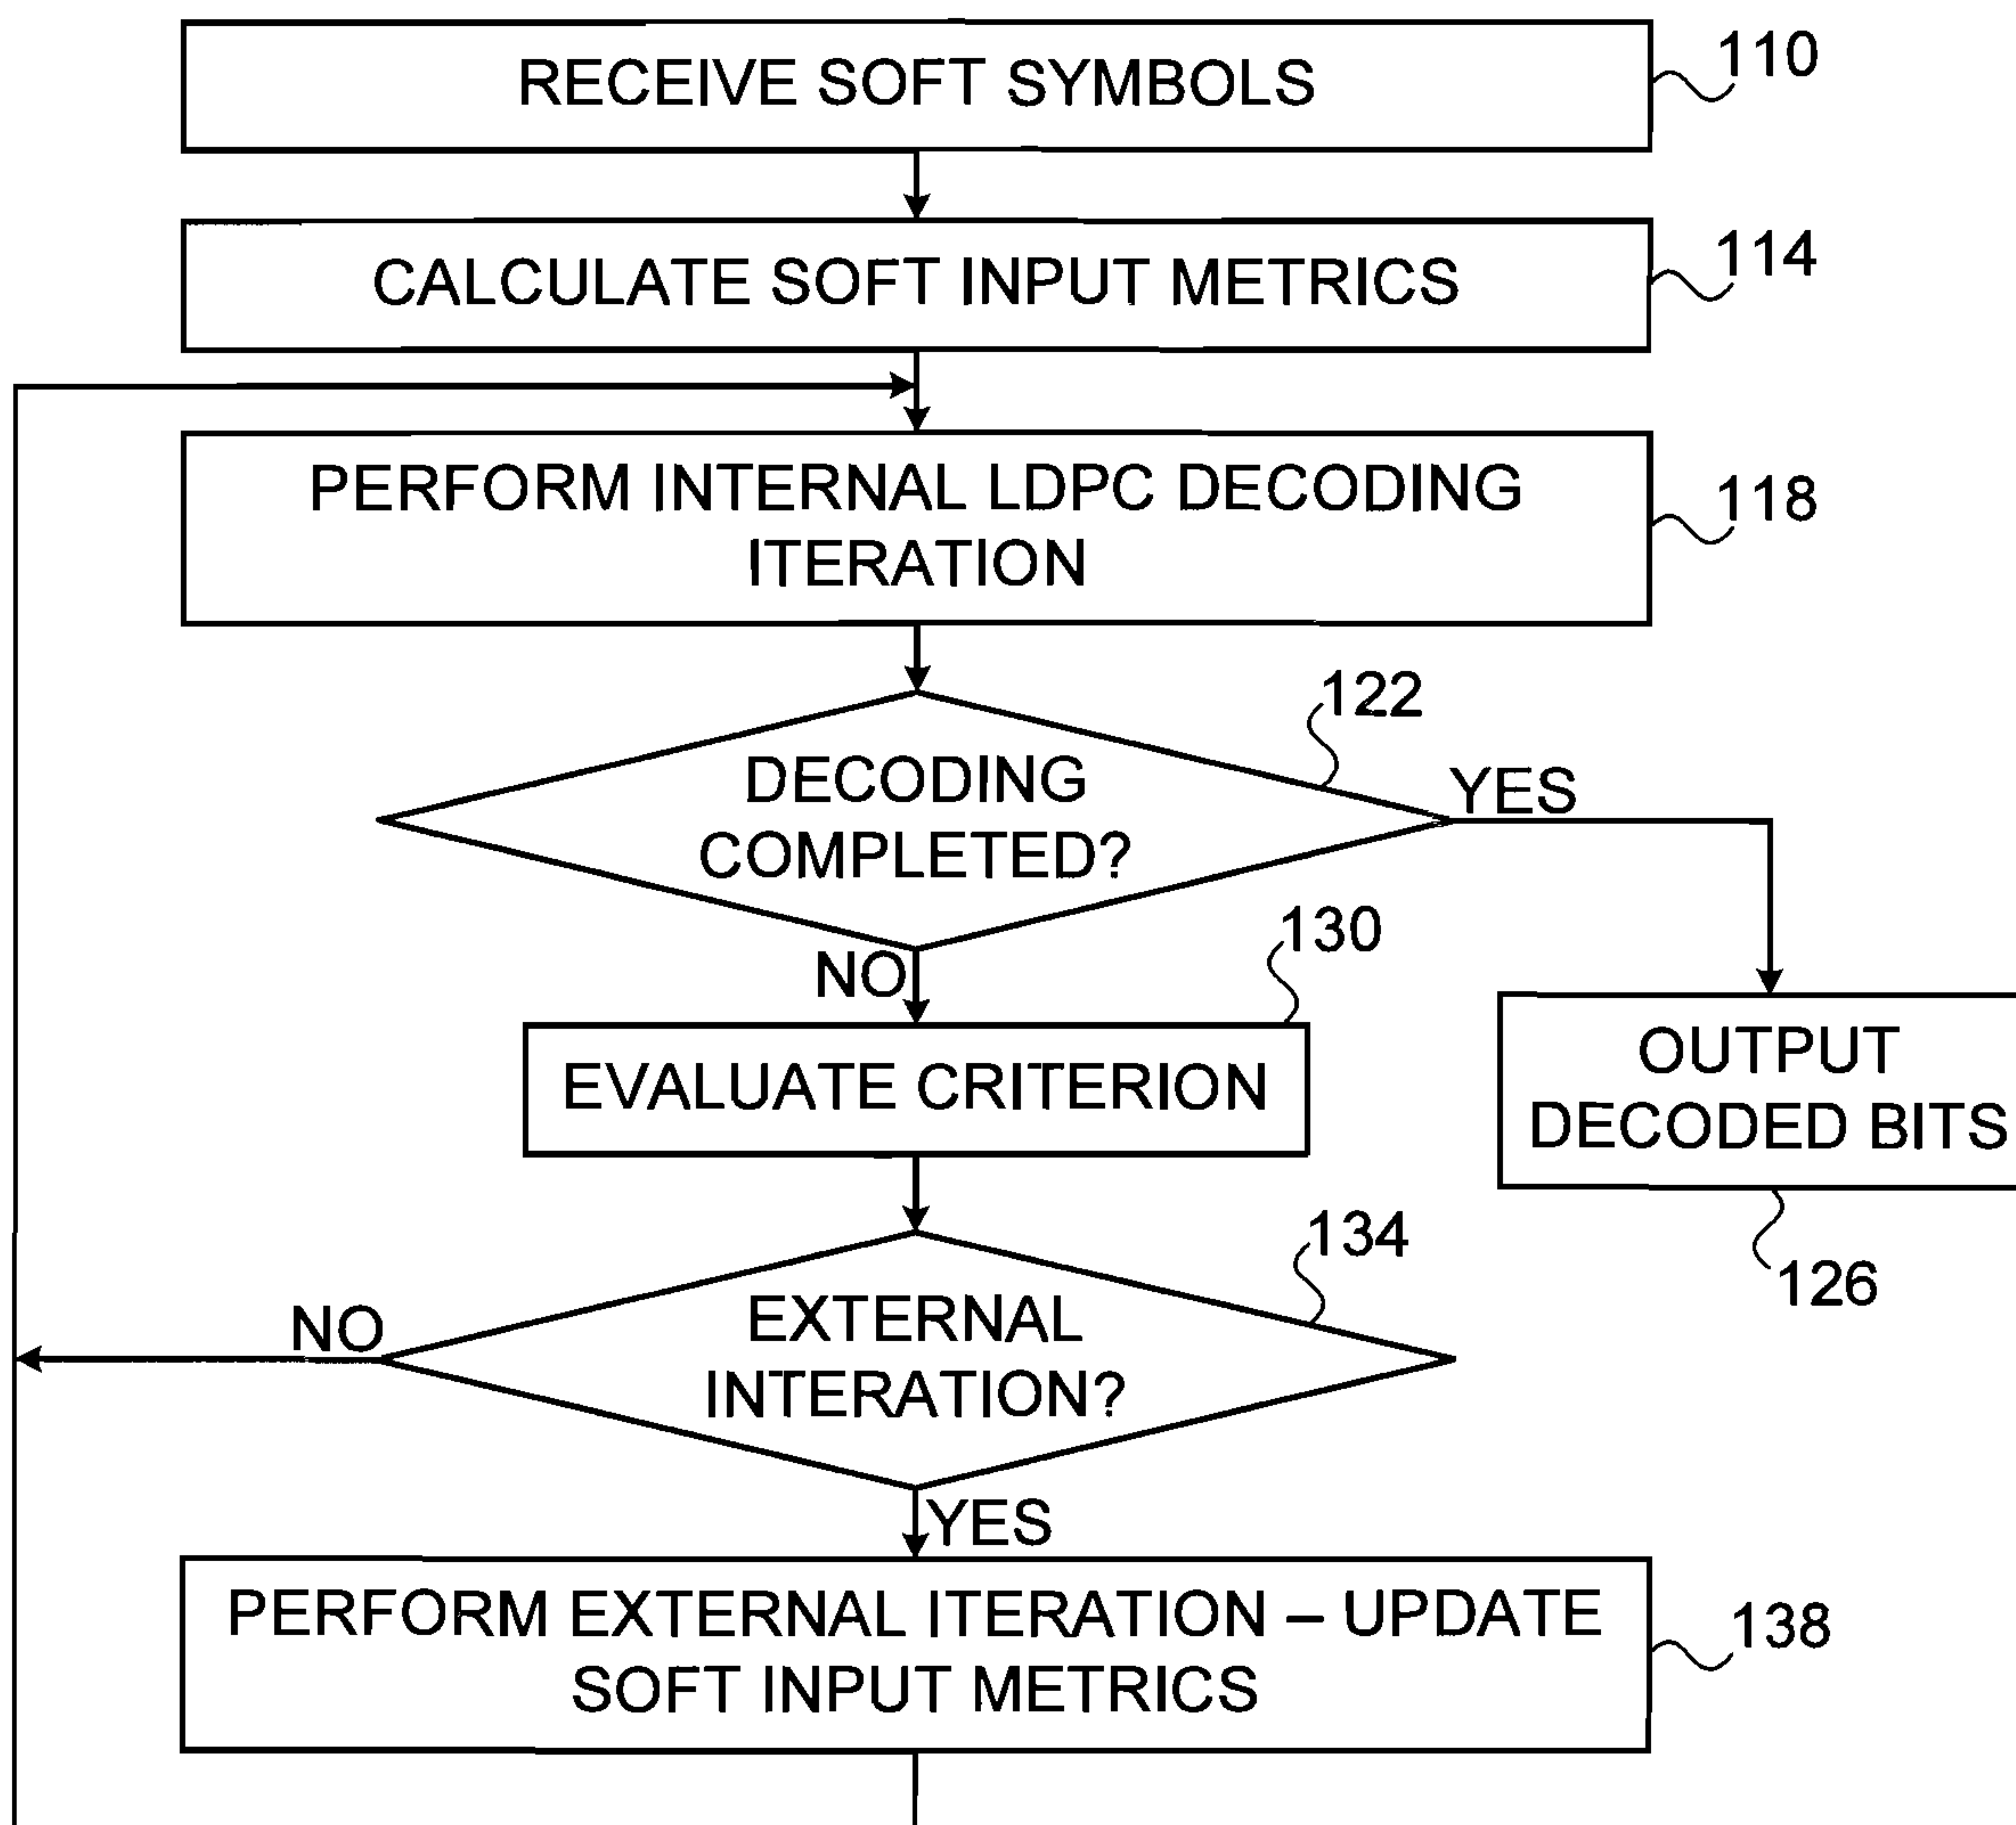 RECEIVE SOFT SYMBOLS
110
CALCULATE SOFT INPUT METRICS
114
PERFORM INTERNAL LDPC DECODING
ITERATION
118
122
DECODING
COMPLETED?
YES
NO
130
EVALUATE CRITERION
OUTPUT
DECODED BITS
126
134
EXTERNAL
INTERATION?
NO
YES
PERFORM EXTERNAL ITERATION – UPDATE
SOFT INPUT METRICS
138